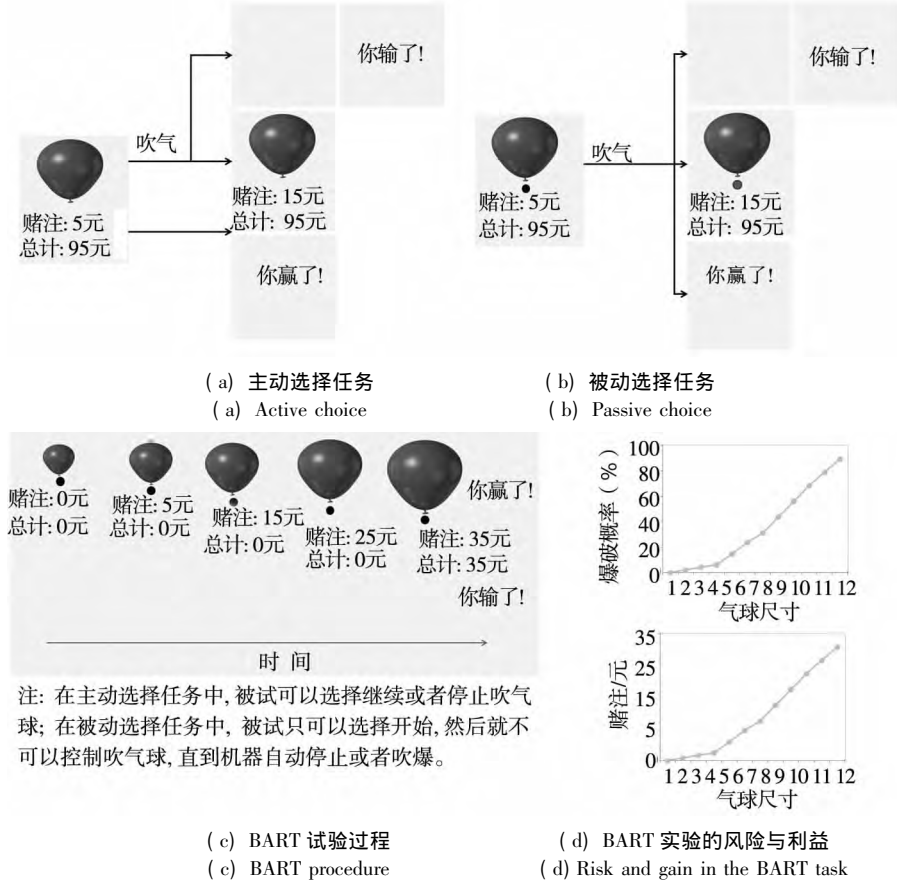 你输了!
吹气
赌注: 5元
总计: 95元
赌注: 15元
总计: 95元
你赢了!
你输了!
吹气
赌注: 5元
总计: 95元
赌注: 15元
总计: 95元
你赢了!
( a) 主动选择任务
( a) Active choice
( b) 被动选择任务
( b) Passive choice
赌注: 0元
总计: 0元
赌注: 5元
总计: 0元
赌注: 15元
总计: 0元
赌注: 25元
总计: 0元
赌注: 35元
总计: 35元
你赢了!
你输了!
时 间
注: 在主动选择任务中, 被试可以选择继续或者停止吹气
球; 在被动选择任务中, 被试只可以选择开始, 然后就不
可以控制吹气球, 直到机器自动停止或者吹爆。
爆破概率 ( % )
100
80
60
40
20
0
1 2 3 4 5 6 7 8 9 10 11 12
气球尺寸
赌注/元
35
25
15
5
0
1 2 3 4 5 6 7 8 9 10 11 12
气球尺寸
( c) BART 试验过程
( c) BART procedure
( d) BART 实验的风险与利益
( d) Risk and gain in the BART task